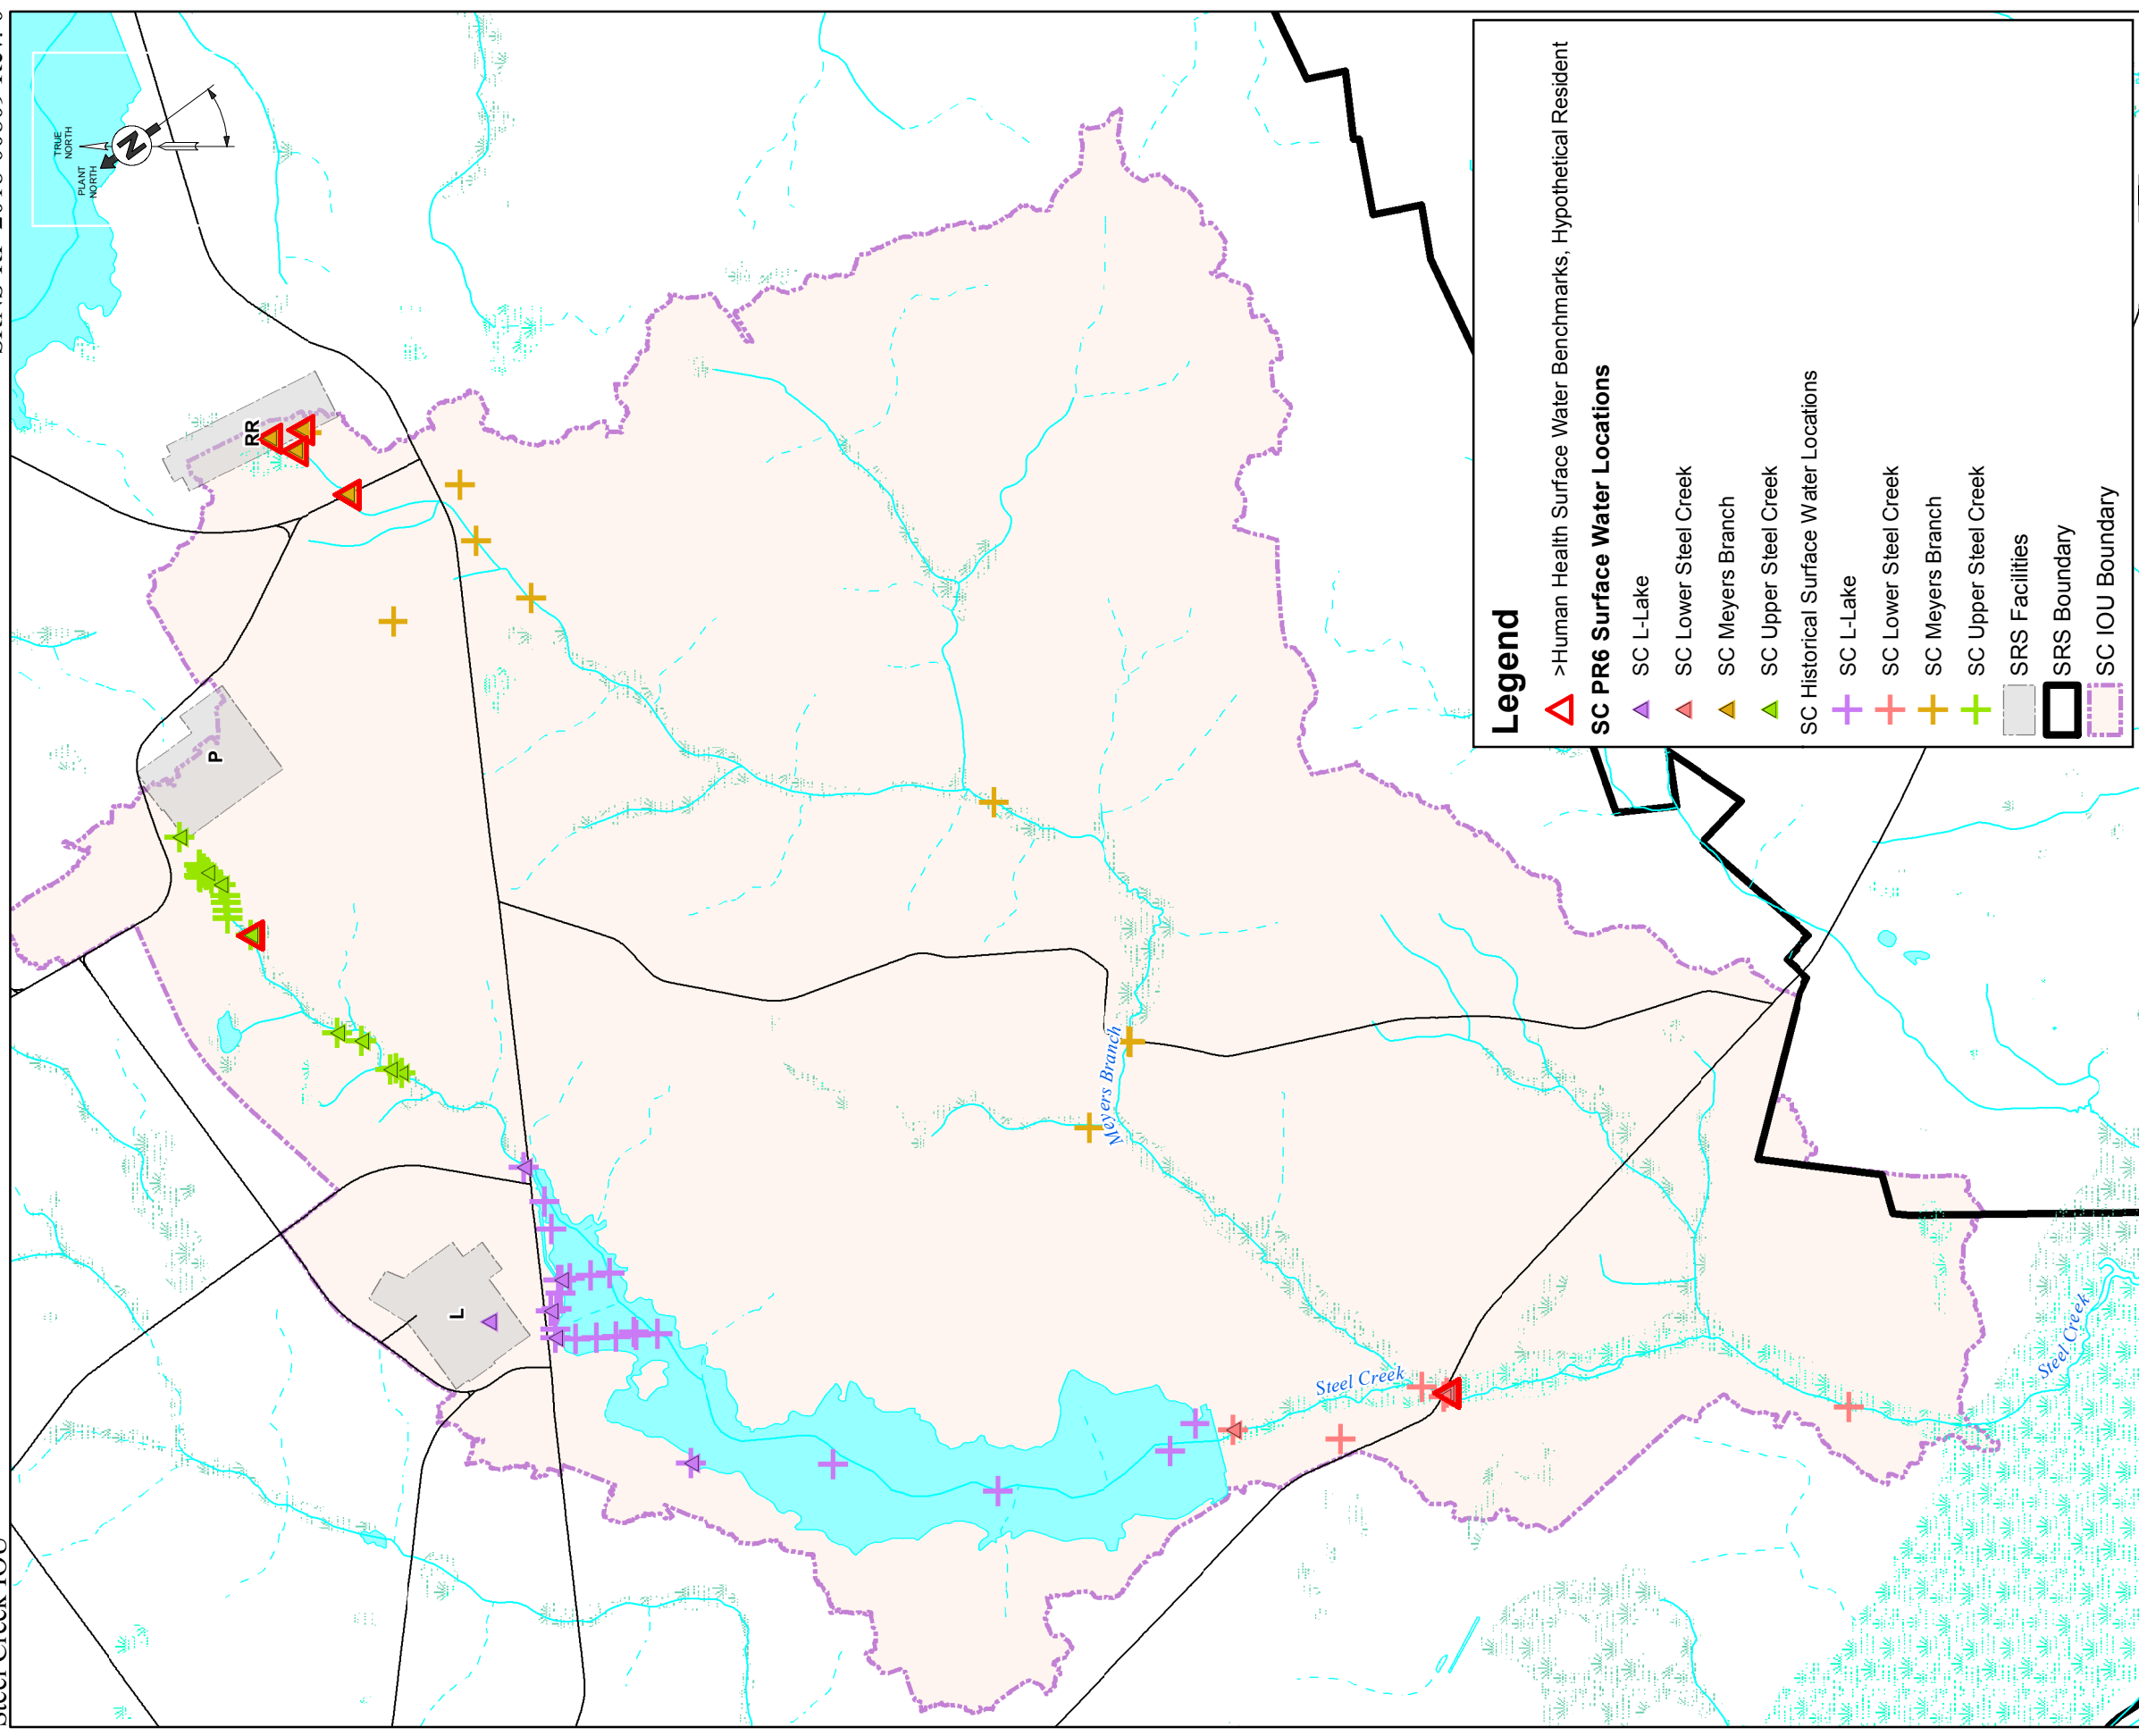 Steel Creek IOU
TRUE
NORTH
PLANT
NORTH
N
RR
P
L
Meyers Branch
Steel Creek
Steel Creek
Legend
>Human Health Surface Water Benchmarks, Hypothetical Resident
SC PR6 Surface Water Locations
SC L-Lake
SC Lower Steel Creek
SC Meyers Branch
SC Upper Steel Creek
SC Historical Surface Water Locations
SC L-Lake
SC Lower Steel Creek
SC Meyers Branch
SC Upper Steel Creek
SRS Facilities
SRS Boundary
SC IOU Boundary